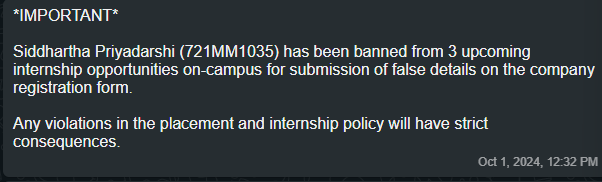 *IMPORTANT*
Siddhartha Priyadarshi (721MM1035) has been banned from 3 upcoming
internship opportunities on-campus for submission of false details on the company
registration form.
Any violations in the placement and internship policy will have strict
consequences.
Oct 1, 2024, 12:32 PM